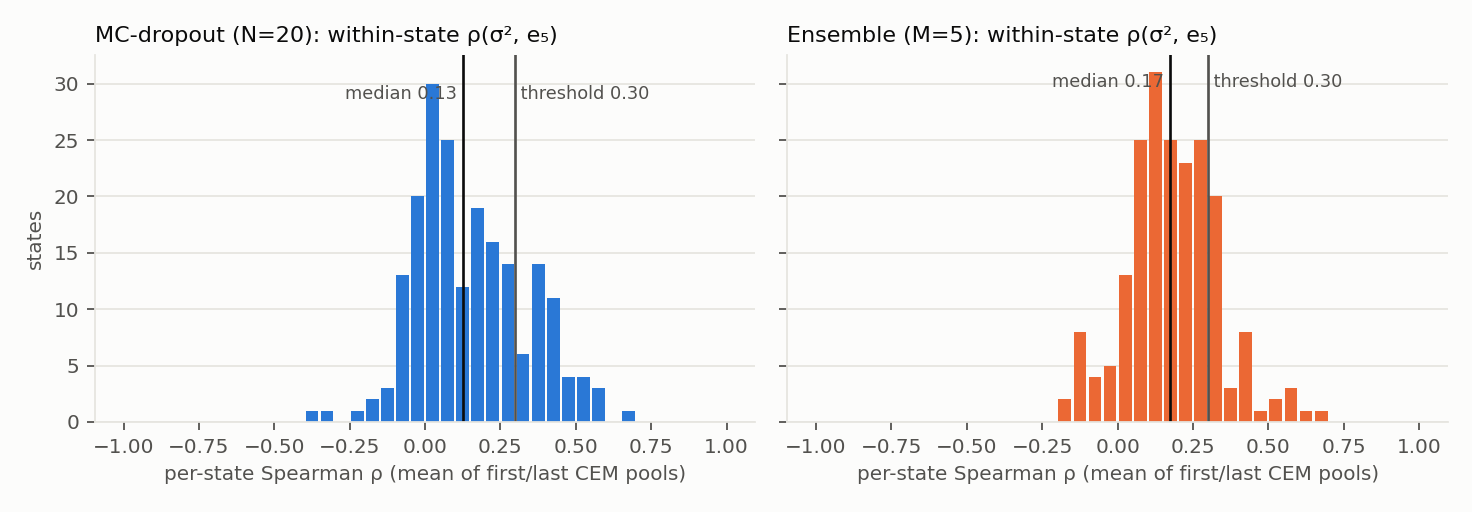 MC-dropout (N=20): within-state ρ(σ², e₅)
median 0.13
threshold 0.30
states
30
25
20
15
10
5
0
−1.00 −0.75 −0.50 −0.25 0.00 0.25 0.50 0.75 1.00
per-state Spearman ρ (mean of first/last CEM pools)
Ensemble (M=5): within-state ρ(σ², e₅)
median 0.17
threshold 0.30
−1.00 −0.75 −0.50 −0.25 0.00 0.25 0.50 0.75 1.00
per-state Spearman ρ (mean of first/last CEM pools)